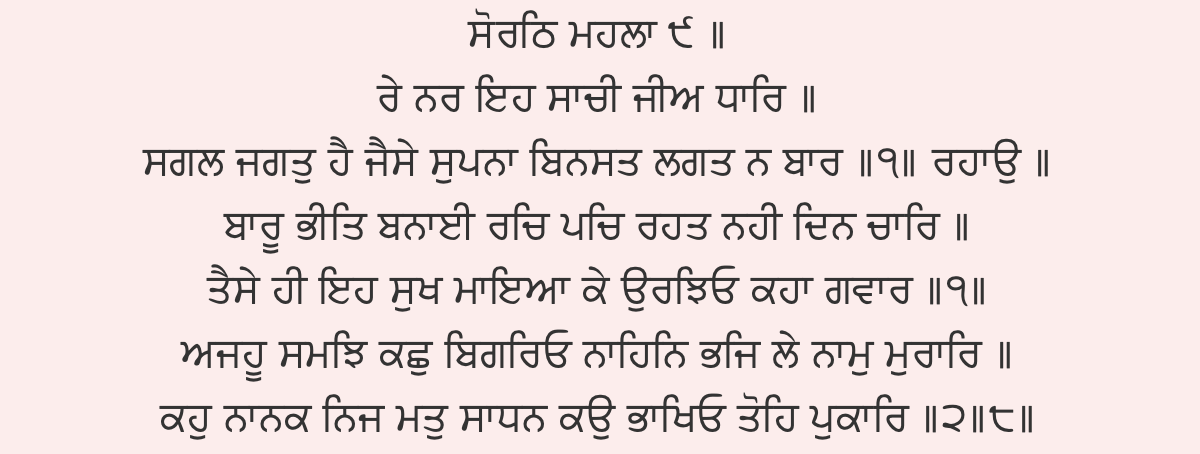 ਸੋਰਠਿ ਮਹਲਾ ੯ ॥
ਰੇ ਨਰ ਇਹ ਸਾਚੀ ਜੀਅ ਧਾਰਿ ॥
ਸਗਲ ਜਗਤੁ ਹੈ ਜੈਸੇ ਸੁਪਨਾ ਬਿਨਸਤ ਲਗਤ ਨ ਬਾਰ ॥੧॥ ਰਹਾਉ ॥
ਬਾਰੂ ਭੀਤਿ ਬਨਾਈ ਰਚਿ ਪਚਿ ਰਹਤ ਨਹੀ ਦਿਨ ਚਾਰਿ ॥
ਤੈਸੇ ਹੀ ਇਹ ਸੁਖ ਮਾਇਆ ਕੇ ਉਰਝਿਓ ਕਹਾ ਗਵਾਰ ॥੧॥
ਅਜਹੂ ਸਮਝਿ ਕਛੁ ਬਿਗਰਿਓ ਨਾਹਿਨਿ ਭਜਿ ਲੇ ਨਾਮੁ ਮੁਰਾਰਿ ॥
ਕਹੁ ਨਾਨਕ ਨਿਜ ਮਤੁ ਸਾਧਨ ਕਉ ਭਾਖਿਓ ਤੋਹਿ ਪੁਕਾਰਿ ॥੨॥੮॥